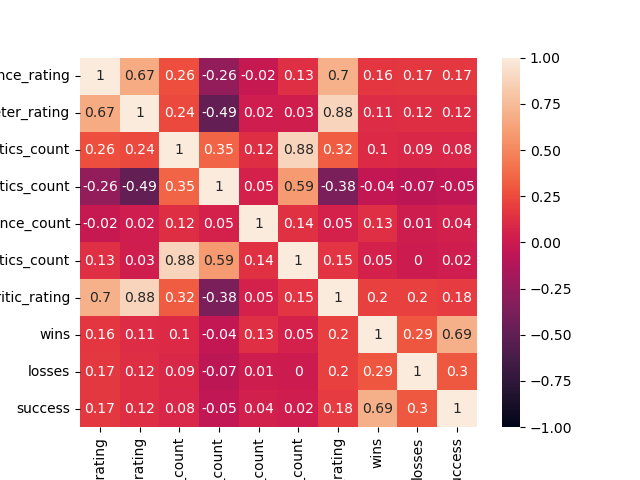 nce_rating 1 0.67 0.26 -0.26 -0.02 0.13 0.7 0.16 0.17 0.17
ter_rating 0.67 1 0.24 -0.49 0.02 0.03 0.88 0.11 0.12 0.12
tics_count 0.26 0.24 1 0.35 0.12 0.88 0.32 0.1 0.09 0.08
tics_count -0.26 -0.49 0.35 1 0.05 0.59 -0.38 -0.04 -0.07 -0.05
nce_count -0.02 0.02 0.12 0.05 1 0.14 0.05 0.13 0.01 0.04
tics_count 0.13 0.03 0.88 0.59 0.14 1 0.15 0.05 0 0.02
ritic_rating 0.7 0.88 0.32 -0.38 0.05 0.15 1 0.2 0.2 0.18
wins 0.16 0.11 0.1 -0.04 0.13 0.05 0.2 1 0.29 0.69
losses 0.17 0.12 0.09 -0.07 0.01 0 0.2 0.29 1 0.3
success 0.17 0.12 0.08 -0.05 0.04 0.02 0.18 0.69 0.3 1
rating
rating
_count
_count
_count
_count
rating
wins
losses
uccess
1.00
0.75
0.50
0.25
0.00
−0.25
−0.50
−0.75
−1.00